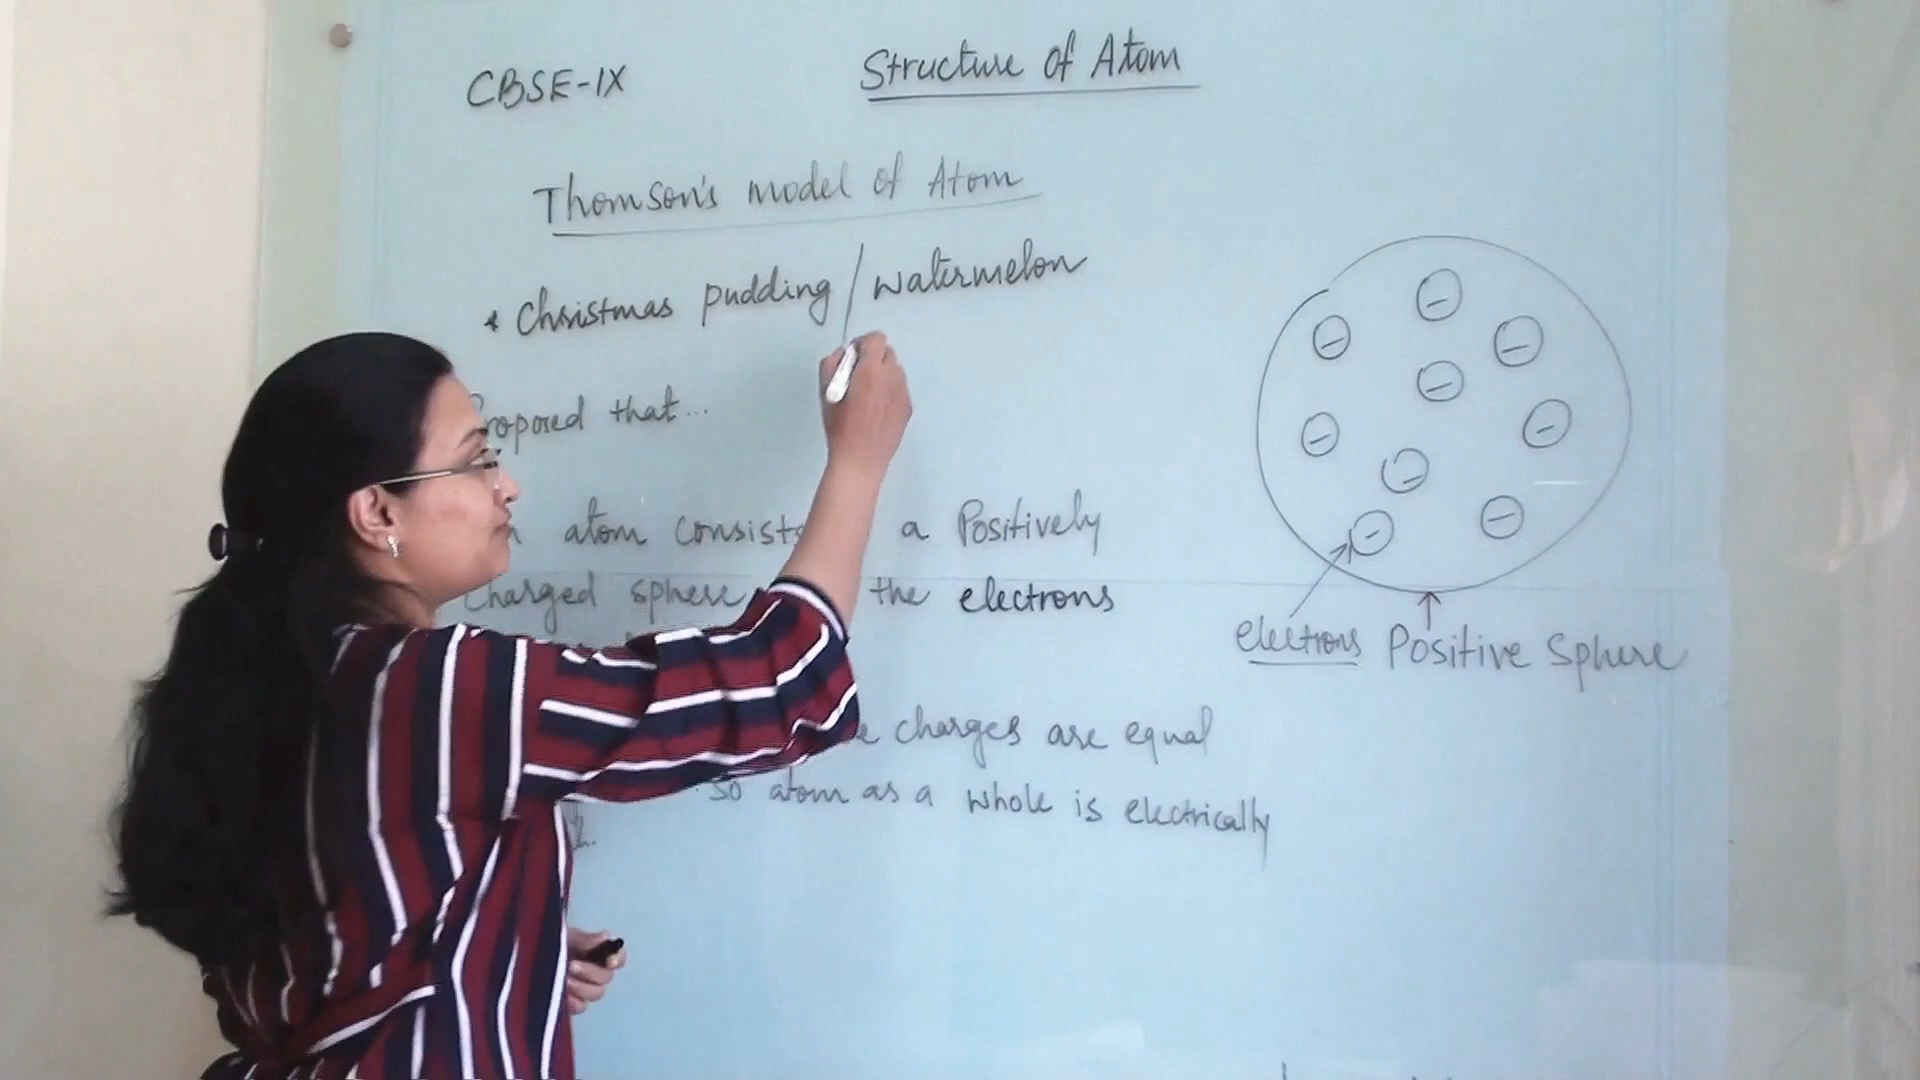 CBSE-IX
Structure of Atom
Thomson's model of Atom
* Christmas pudding/watermelon
that...
atom consists a Positively
Charged sphere the electrons
charges are equal
so atom as a whole is electrically
electrons
Positive Sphere